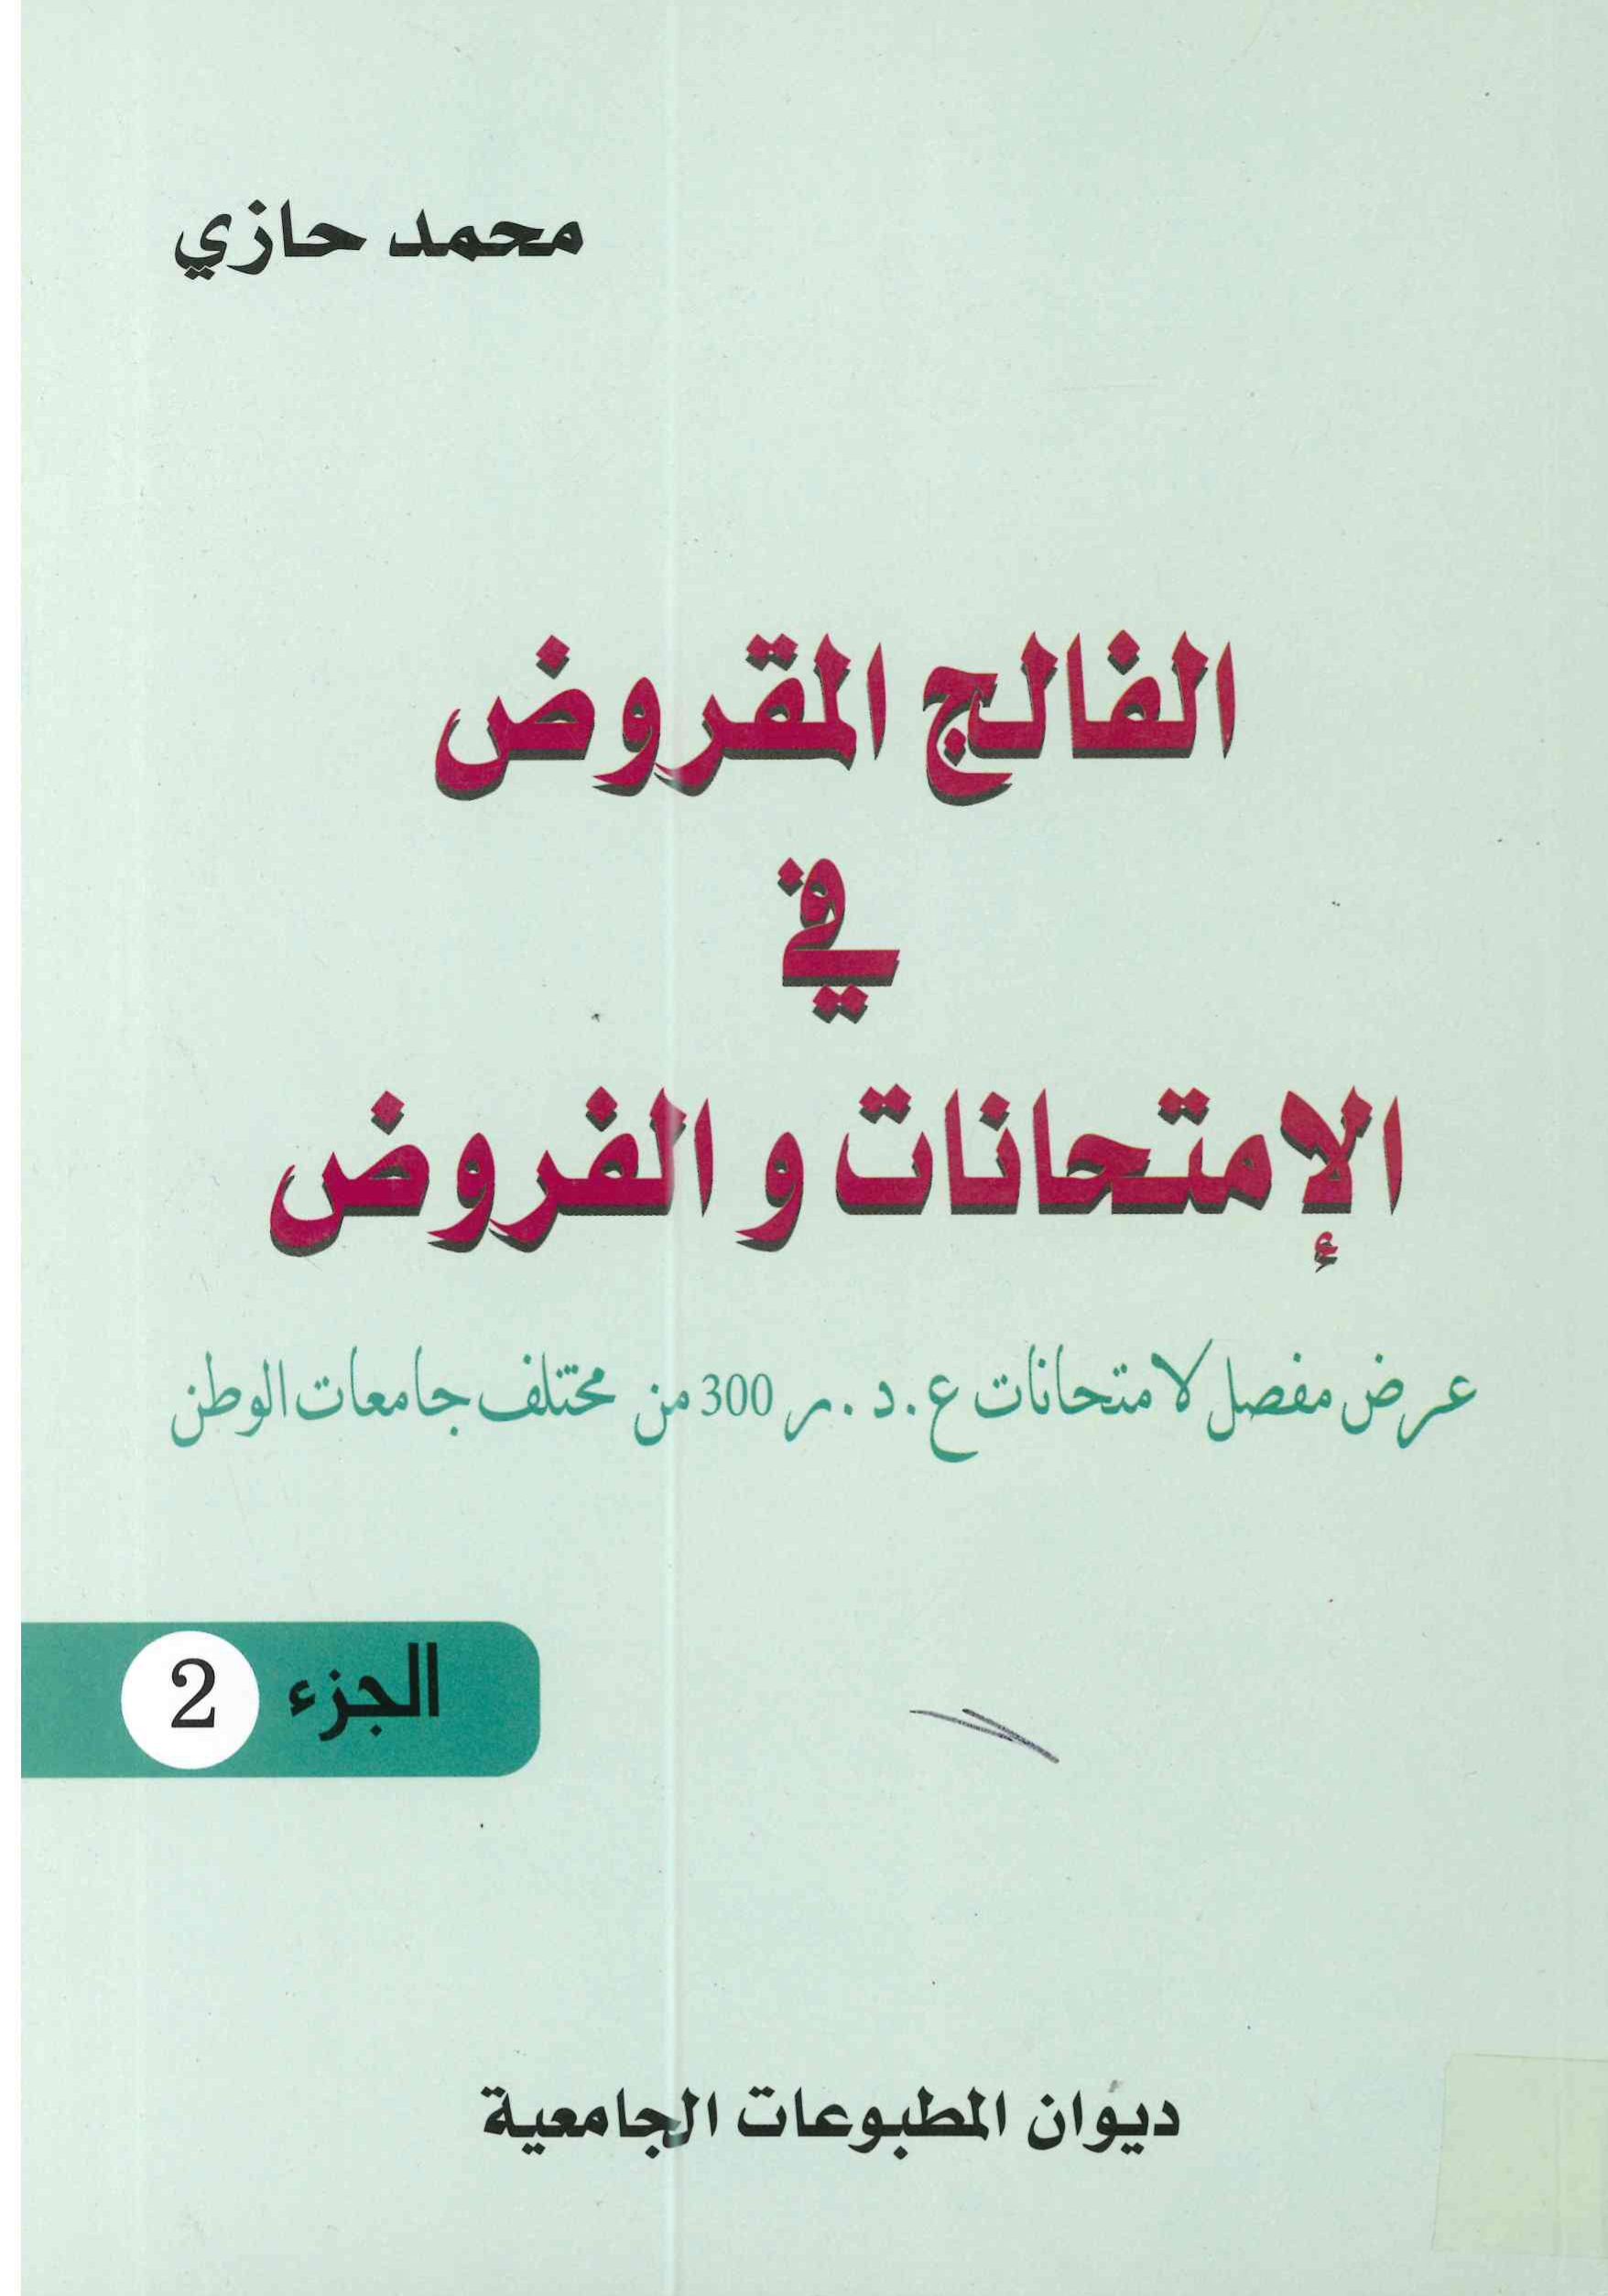 محمد حازي
الفالج المقروض
في
الإمتحانات و الفروض
عرض مفصل لامتحانات ع.د.م 300 من مختلف جامعات الوطن
الجزء 2
ديوان المطبوعات الجامعية